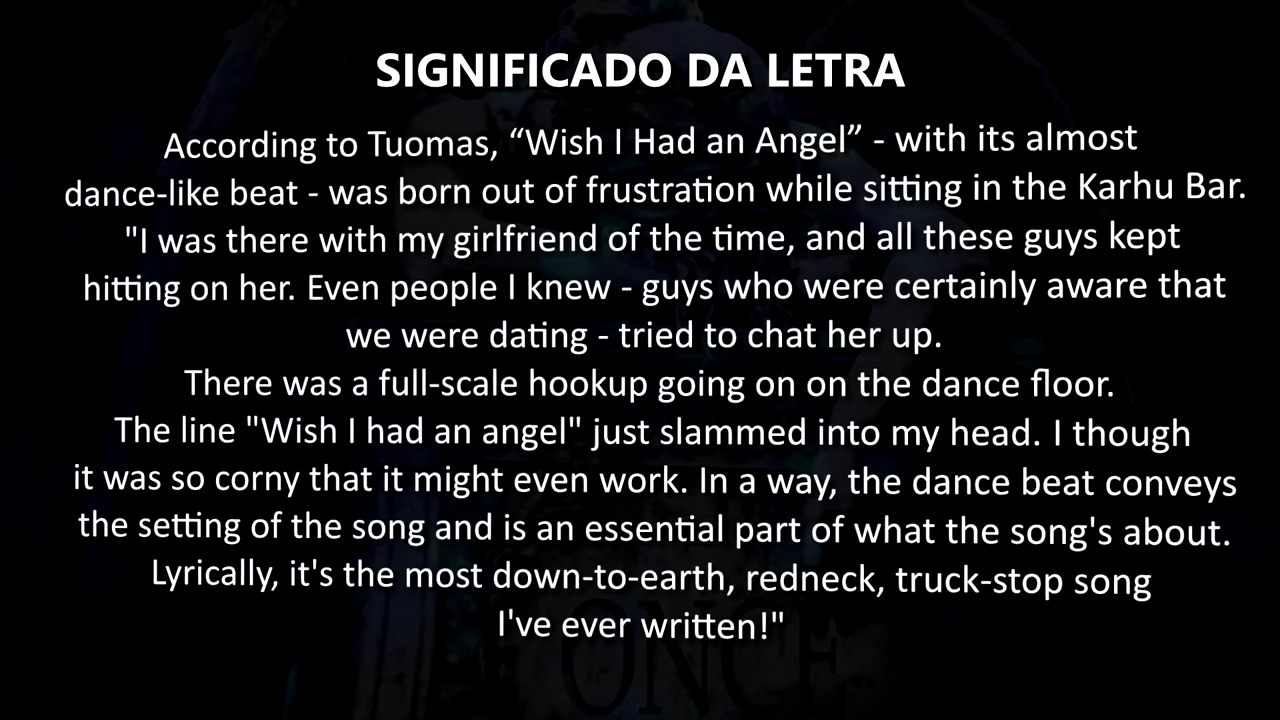 SIGNIFICADO DA LETRA
According to Tuomas, “Wish I Had an Angel” - with its almost
dance-like beat - was born out of frustration while sitting in the Karhu Bar.
"I was there with my girlfriend of the time, and all these guys kept
hitting on her. Even people I knew - guys who were certainly aware that
we were dating - tried to chat her up.
There was a full-scale hookup going on on the dance floor.
The line "Wish I had an angel" just slammed into my head. I though
it was so corny that it might even work. In a way, the dance beat conveys
the setting of the song and is an essential part of what the song's about.
Lyrically, it's the most down-to-earth, redneck, truck-stop song
I've ever written!"
ONCE